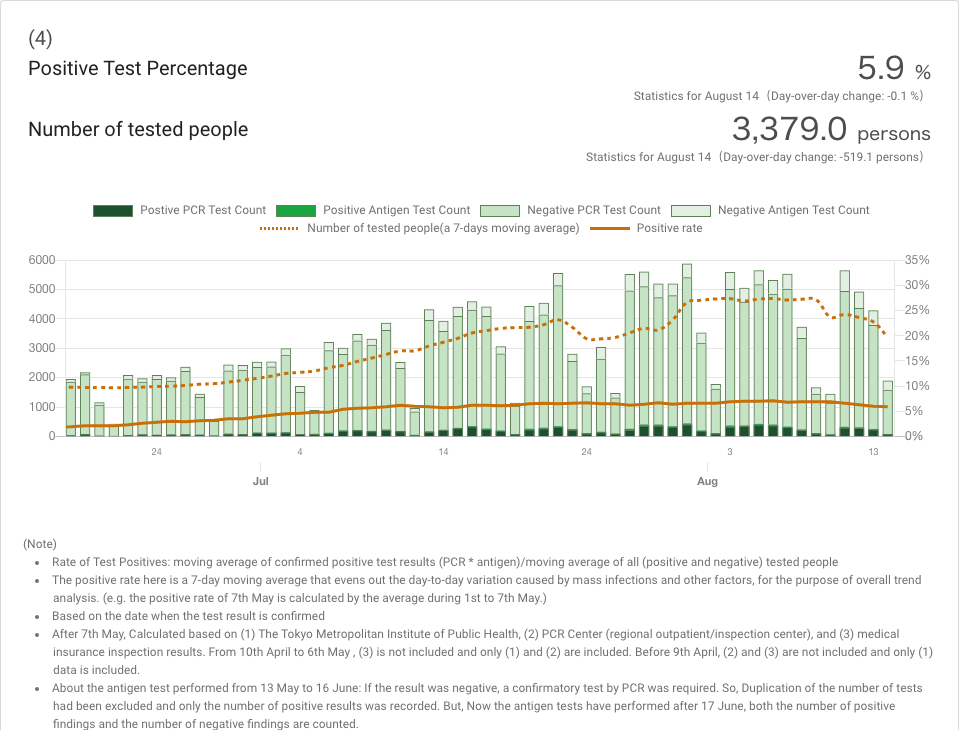 (4)
Positive Test Percentage
5.9 %
Statistics for August 14 (Day-over-day change: -0.1 %)
Number of tested people
3,379.0 persons
Statistics for August 14 (Day-over-day change: -519.1 persons)
Postive PCR Test Count Positive Antigen Test Count Negative PCR Test Count Negative Antigen Test Count
Number of tested people(a 7-days moving average) Positive rate
6000 35%
5000 30%
4000 25%
3000 20%
2000 15%
1000 10%
0 5%
0%
24 4 14 24 3 13
Jul Aug
(Note)
• Rate of Test Positives: moving average of confirmed positive test results (PCR * antigen)/moving average of all (positive and negative) tested people
• The positive rate here is a 7-day moving average that evens out the day-to-day variation caused by mass infections and other factors, for the purpose of overall trend
analysis. (e.g. the positive rate of 7th May is calculated by the average during 1st to 7th May.)
• Based on the date when the test result is confirmed
• After 7th May, Calculated based on (1) The Tokyo Metropolitan Institute of Public Health, (2) PCR Center (regional outpatient/inspection center), and (3) medical
insurance inspection results. From 10th April to 6th May , (3) is not included and only (1) and (2) are included. Before 9th April, (2) and (3) are not included and only (1)
data is included.
• About the antigen test performed from 13 May to 16 June: If the result was negative, a confirmatory test by PCR was required. So, Duplication of the number of tests
had been excluded and only the number of positive results was recorded. But, Now the antigen tests have performed after 17 June, both the number of positive
findings and the number of negative findings are counted.